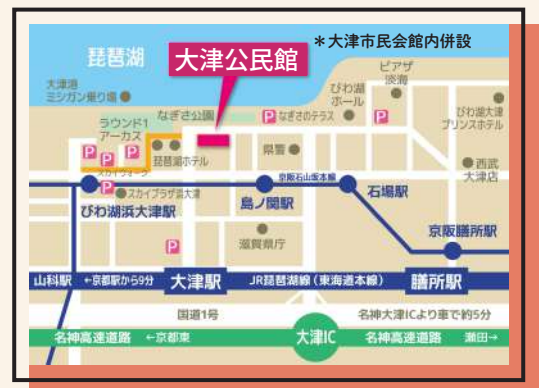 琵琶湖
大津公民館
＊大津市民会館内併設
大津港
ミシガン乗り場
ラウンド1
アーカス
なぎさ公園
P なぎさのテラス
びわ湖
ホール
ピアザ
淡海
P
びわ湖大津
プリンスホテル
P
P
P
P
スカイウォーク
琵琶湖ホテル
県警
西武
大津店
スカイプラザ浜大津
京阪石山坂本線
びわ湖浜大津駅
島ノ関駅
石場駅
京阪膳所駅
P
滋賀県庁
山科駅
←京都駅から9分
大津駅
JR琵琶湖線（東海道本線）
膳所駅
国道1号
名神大津ICより車で約5分
名神高速道路
←京都東
大津IC
名神高速道路
瀬田→